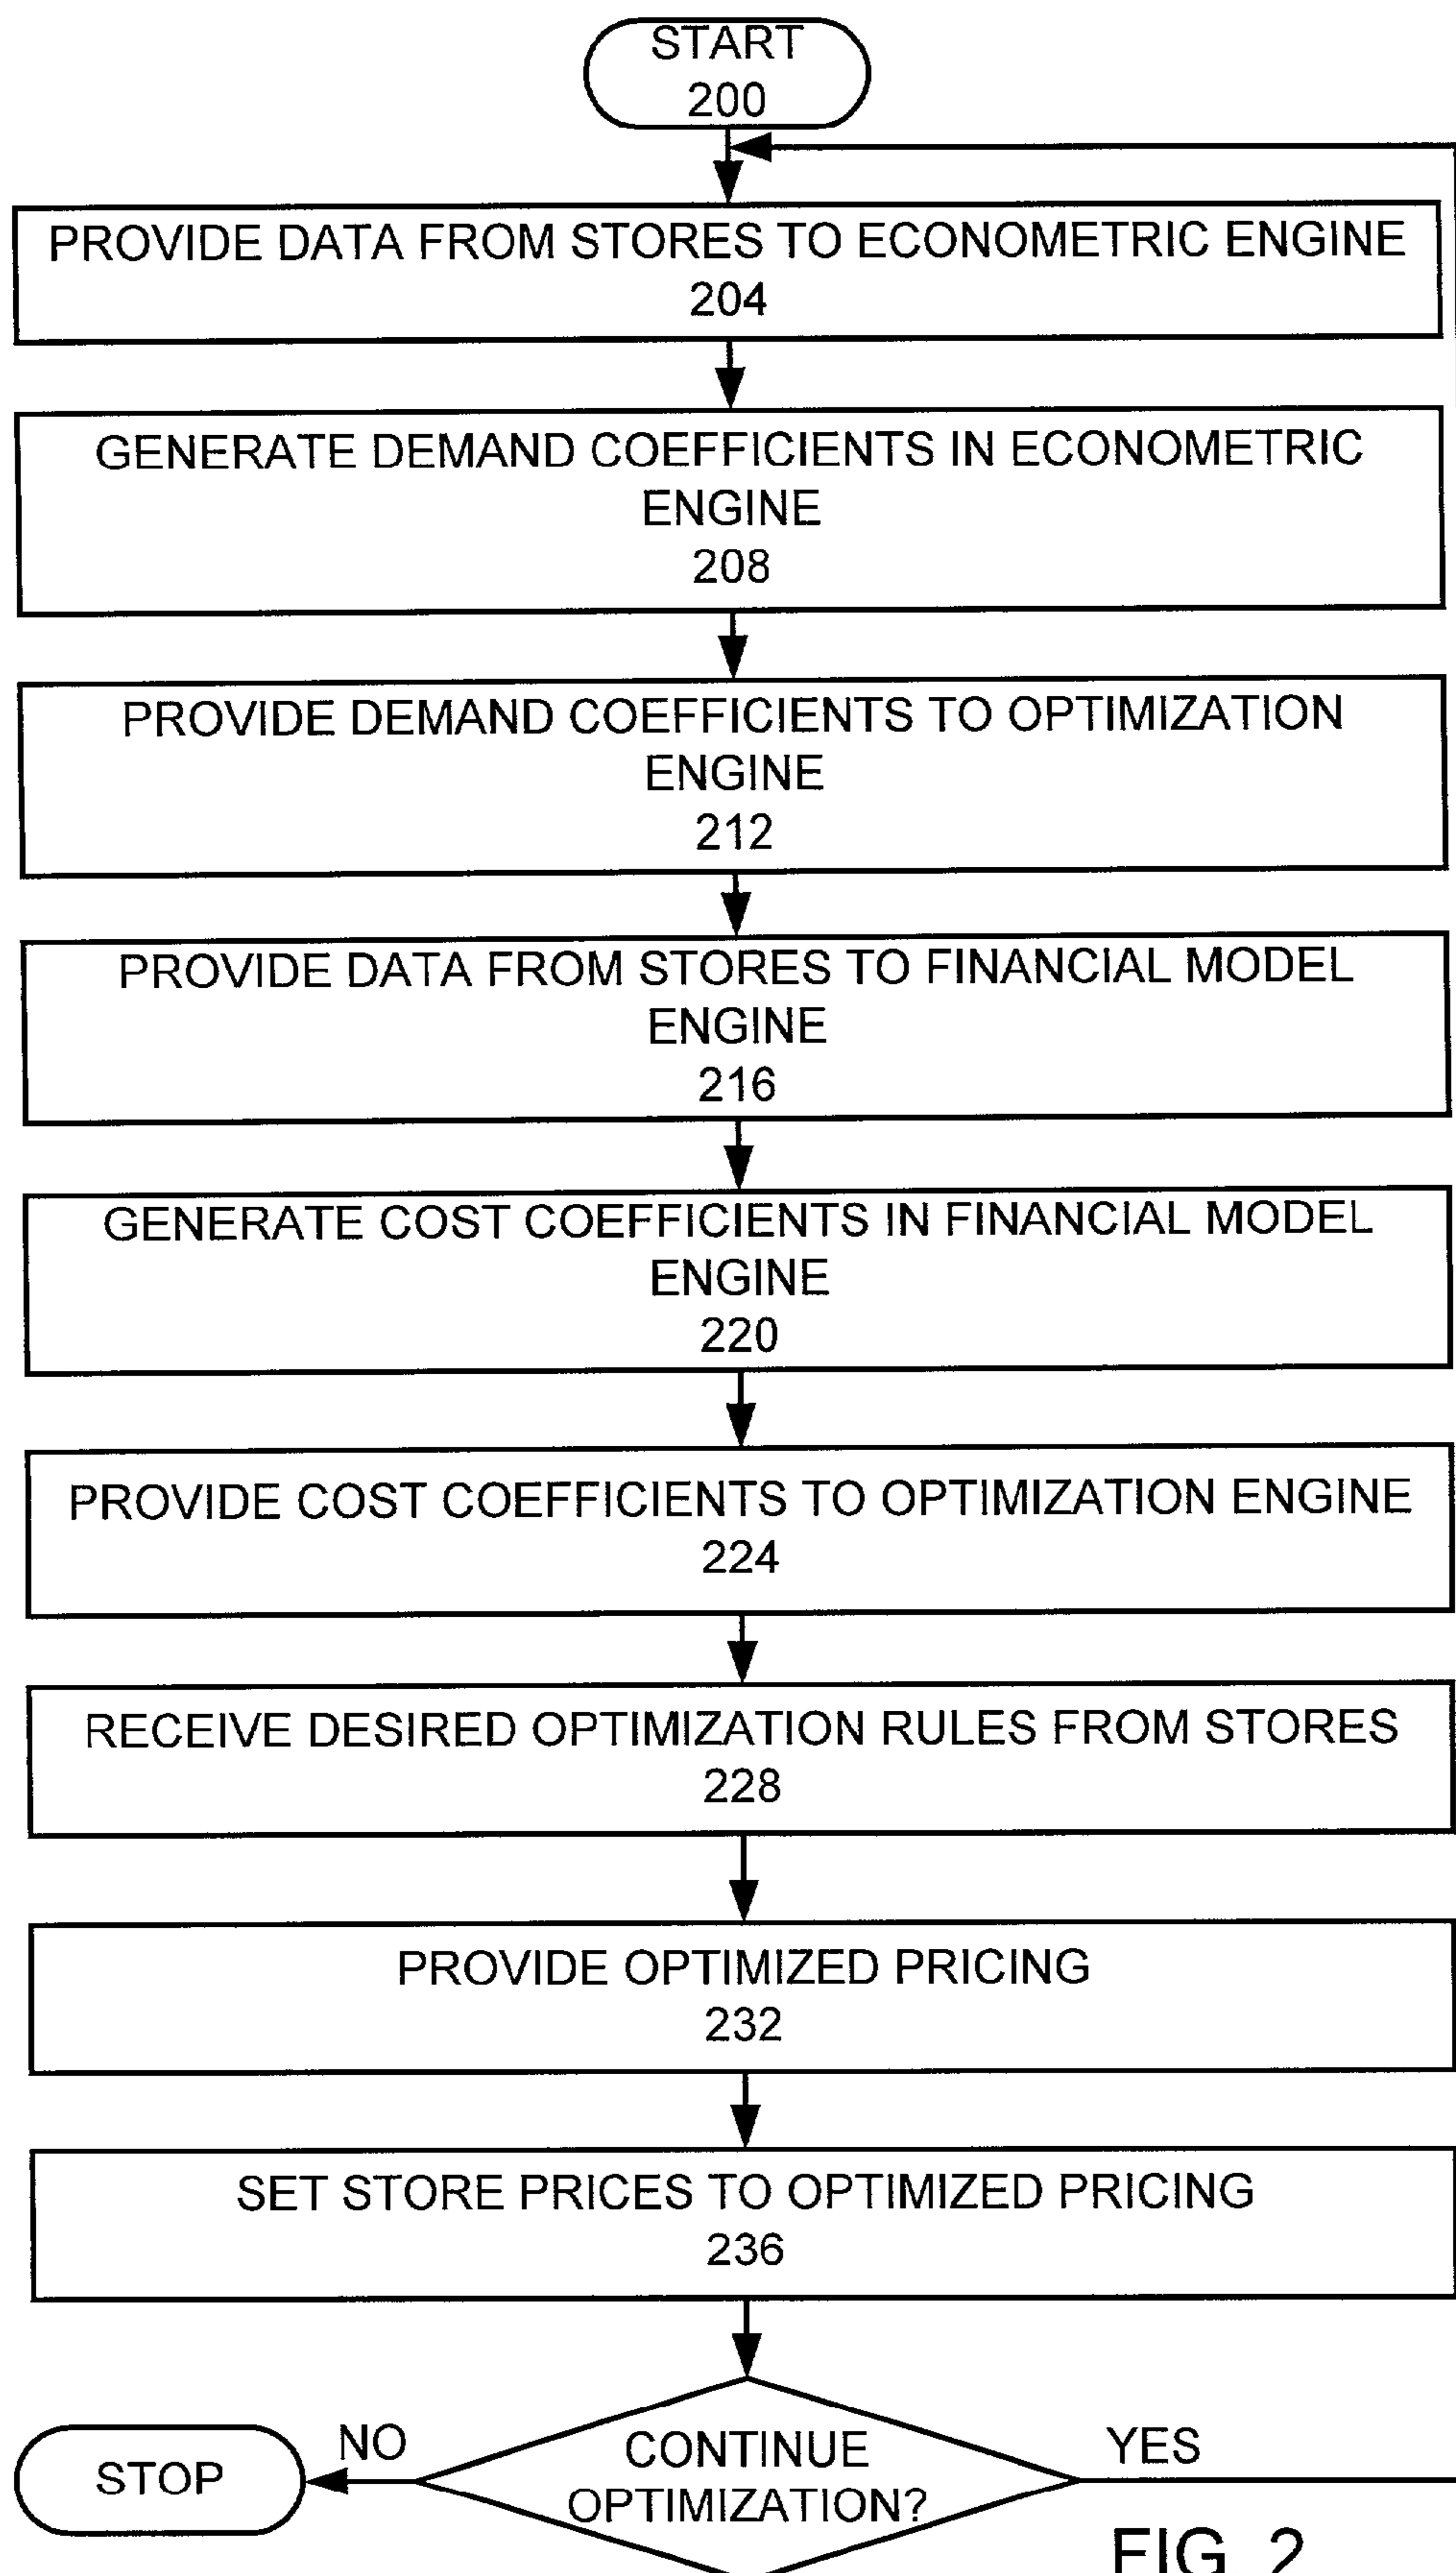 START
200
PROVIDE DATA FROM STORES TO ECONOMETRIC ENGINE
204
GENERATE DEMAND COEFFICIENTS IN ECONOMETRIC
ENGINE
208
PROVIDE DEMAND COEFFICIENTS TO OPTIMIZATION
ENGINE
212
PROVIDE DATA FROM STORES TO FINANCIAL MODEL
ENGINE
216
GENERATE COST COEFFICIENTS IN FINANCIAL MODEL
ENGINE
220
PROVIDE COST COEFFICIENTS TO OPTIMIZATION ENGINE
224
RECEIVE DESIRED OPTIMIZATION RULES FROM STORES
228
PROVIDE OPTIMIZED PRICING
232
SET STORE PRICES TO OPTIMIZED PRICING
236
STOP
NO
CONTINUE
OPTIMIZATION?
YES
FIG. 2